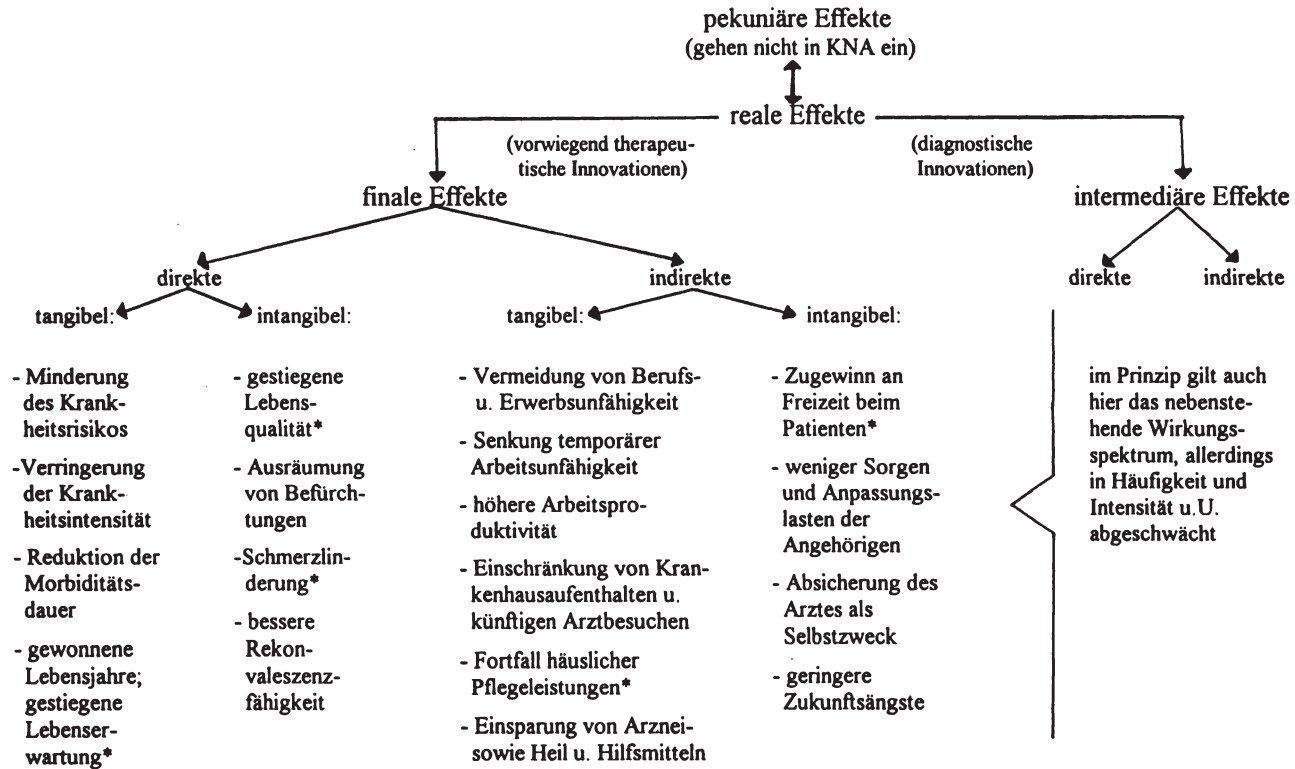 pekuniäre Effekte
(gehen nicht in KNA ein)
reale Effekte
(vorwiegend therapeu-
tische Innovationen)
(diagnostische
Innovationen)
finale Effekte
intermediäre Effekte
direkte
indirekte
direkte
indirekte
tangibel:
intangibel:
tangibel:
intangibel:
- Minderung
des Krank-
heitsrisikos
-Verringerung
der Krank-
heitsintensität
- Reduktion der
Morbiditäts-
dauer
- gewonnene
Lebensjahre;
gestiegene
Lebenser-
wartung*
- gestiegene
Lebens-
qualität*
- Ausräumung
von Befürch-
tungen
-Schmerzlin-
derung*
- bessere
Rekon-
valeszenz-
fähigkeit
- Vermeidung von Berufs-
u. Erwerbsunfähigkeit
- Senkung temporärer
Arbeitsunfähigkeit
- höhere Arbeitspro-
duktivität
- Einschränkung von Kran-
kenhausaufenthalten u.
künftigen Arztbesuchen
- Fortfall häuslicher
Pflegeleistungen*
- Einsparung von Arznei-
sowie Heil u. Hilfsmitteln
- Zugewinn an
Freizeit beim
Patienten*
- weniger Sorgen
und Anpassungs-
lasten der
Angehörigen
- Absicherung des
Arztes als
Selbstzweck
- geringere
Zukunftsängste
im Prinzip gilt auch
hier das nebenste-
hende Wirkungs-
spektrum, allerdings
in Häufigkeit und
Intensität u.U.
abgeschwächt